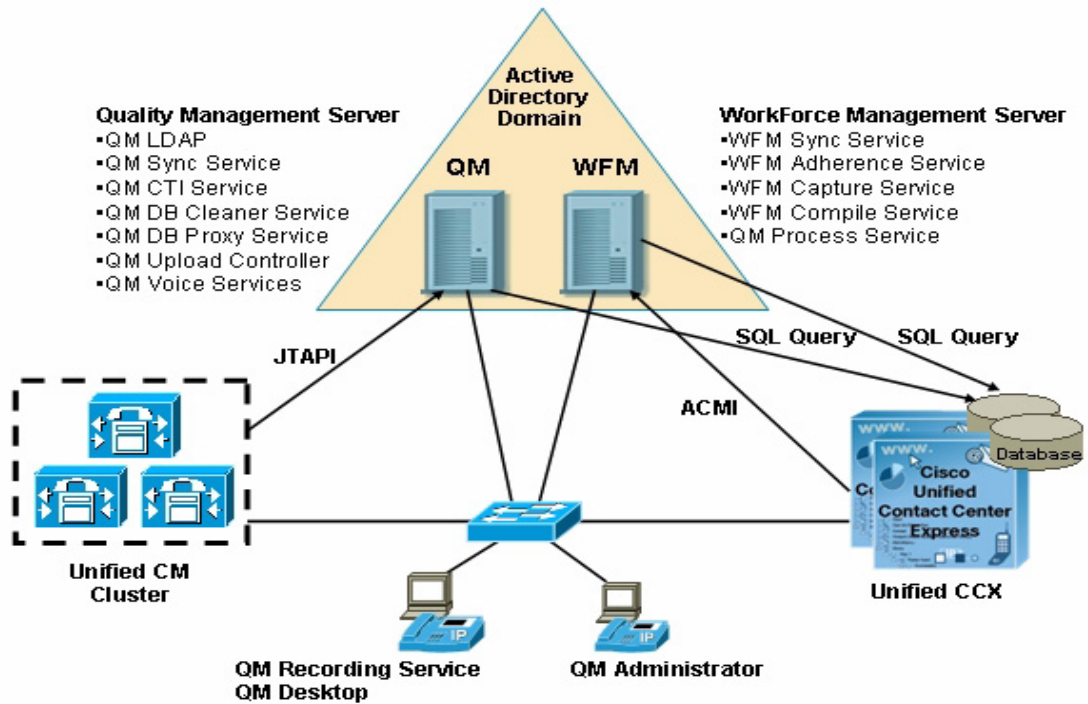 Active
Directory
Domain
Quality Management Server
▪QM LDAP
▪QM Sync Service
▪QM CTI Service
▪QM DB Cleaner Service
▪QM DB Proxy Service
▪QM Upload Controller
▪QM Voice Services
WorkForce Management Server
▪WFM Sync Service
▪WFM Adherence Service
▪WFM Capture Service
▪WFM Compile Service
▪QM Process Service
QM
WFM
JTAPI
SQL Query
SQL Query
ACMI
Database
www.
www.
Cisco
Unified
Contact Center
Express
Unified CM
Cluster
Unified CCX
IP
IP
QM Recording Service
QM Desktop
QM Administrator